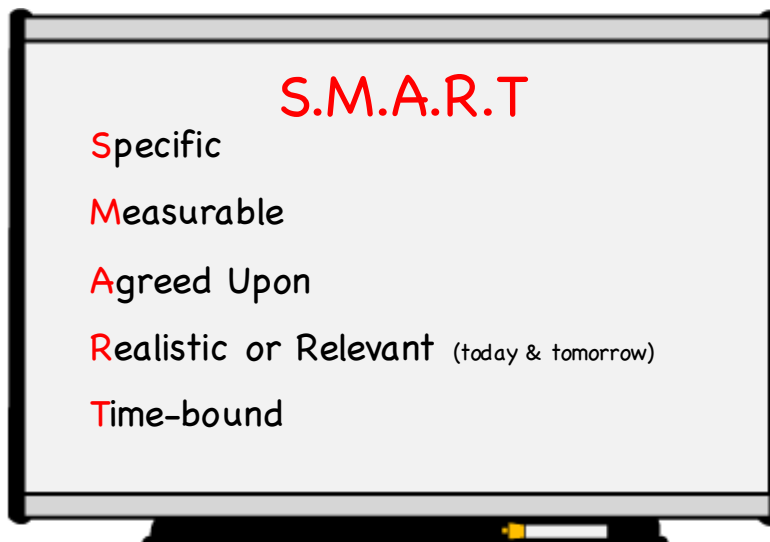 S.M.A.R.T
Specific
Measurable
Agreed Upon
Realistic or Relevant (today & tomorrow)
Time-bound